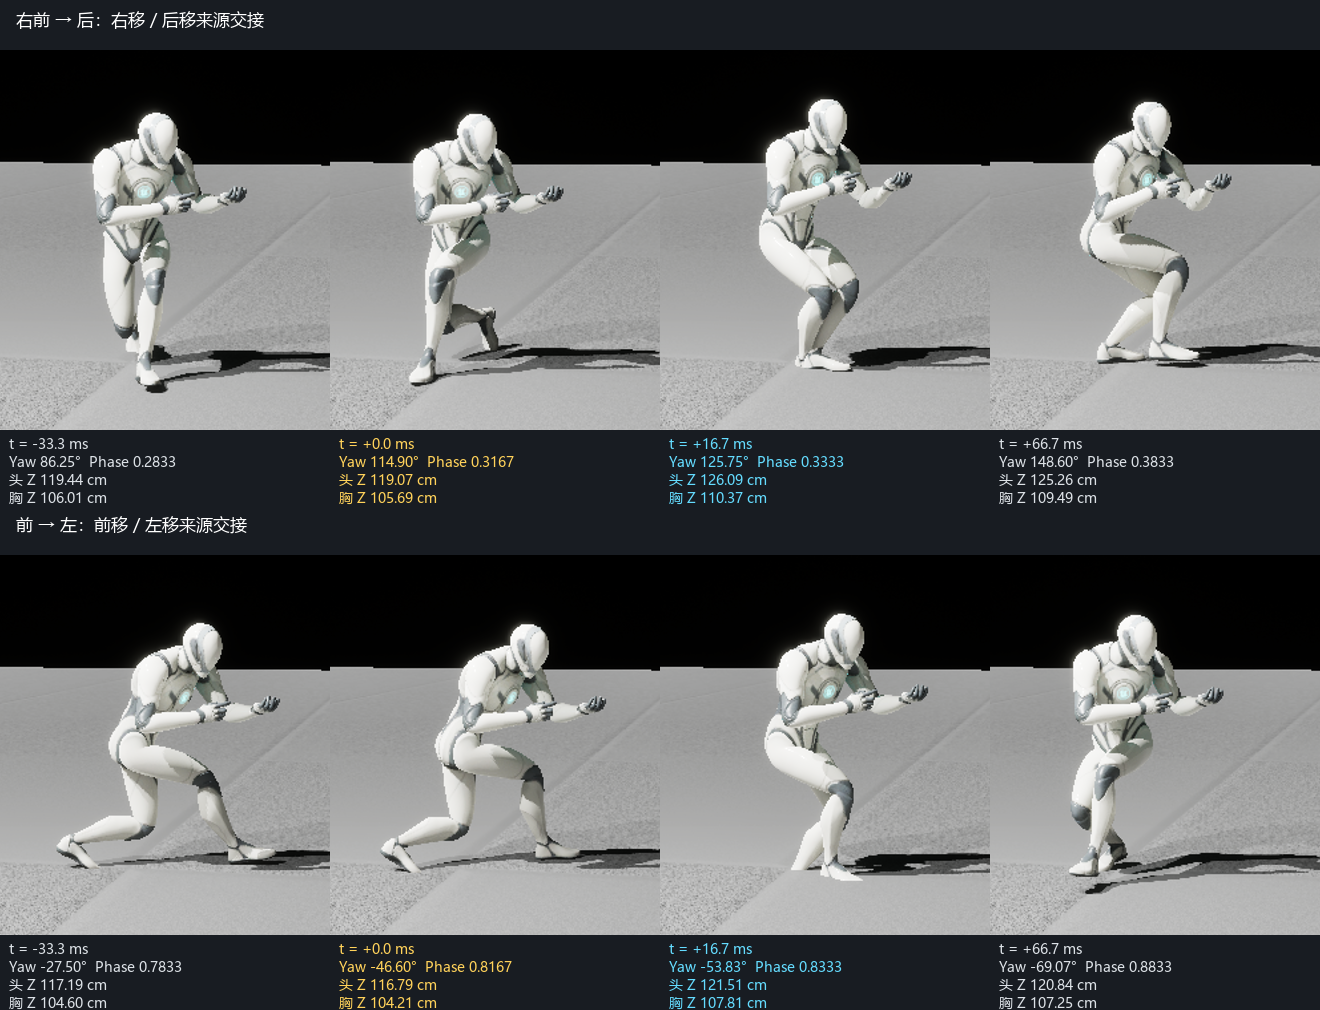 右前 → 后：右移 / 后移来源交接
t = -33.3 ms
Yaw 86.25° Phase 0.2833
头 Z 119.44 cm
胸 Z 106.01 cm
t = +0.0 ms
Yaw 114.90° Phase 0.3167
头 Z 119.07 cm
胸 Z 105.69 cm
t = +16.7 ms
Yaw 125.75° Phase 0.3333
头 Z 126.09 cm
胸 Z 110.37 cm
t = +66.7 ms
Yaw 148.60° Phase 0.3833
头 Z 125.26 cm
胸 Z 109.49 cm
前 → 左：前移 / 左移来源交接
t = -33.3 ms
Yaw -27.50° Phase 0.7833
头 Z 117.19 cm
胸 Z 104.60 cm
t = +0.0 ms
Yaw -46.60° Phase 0.8167
头 Z 116.79 cm
胸 Z 104.21 cm
t = +16.7 ms
Yaw -53.83° Phase 0.8333
头 Z 121.51 cm
胸 Z 107.81 cm
t = +66.7 ms
Yaw -69.07° Phase 0.8833
头 Z 120.84 cm
胸 Z 107.25 cm